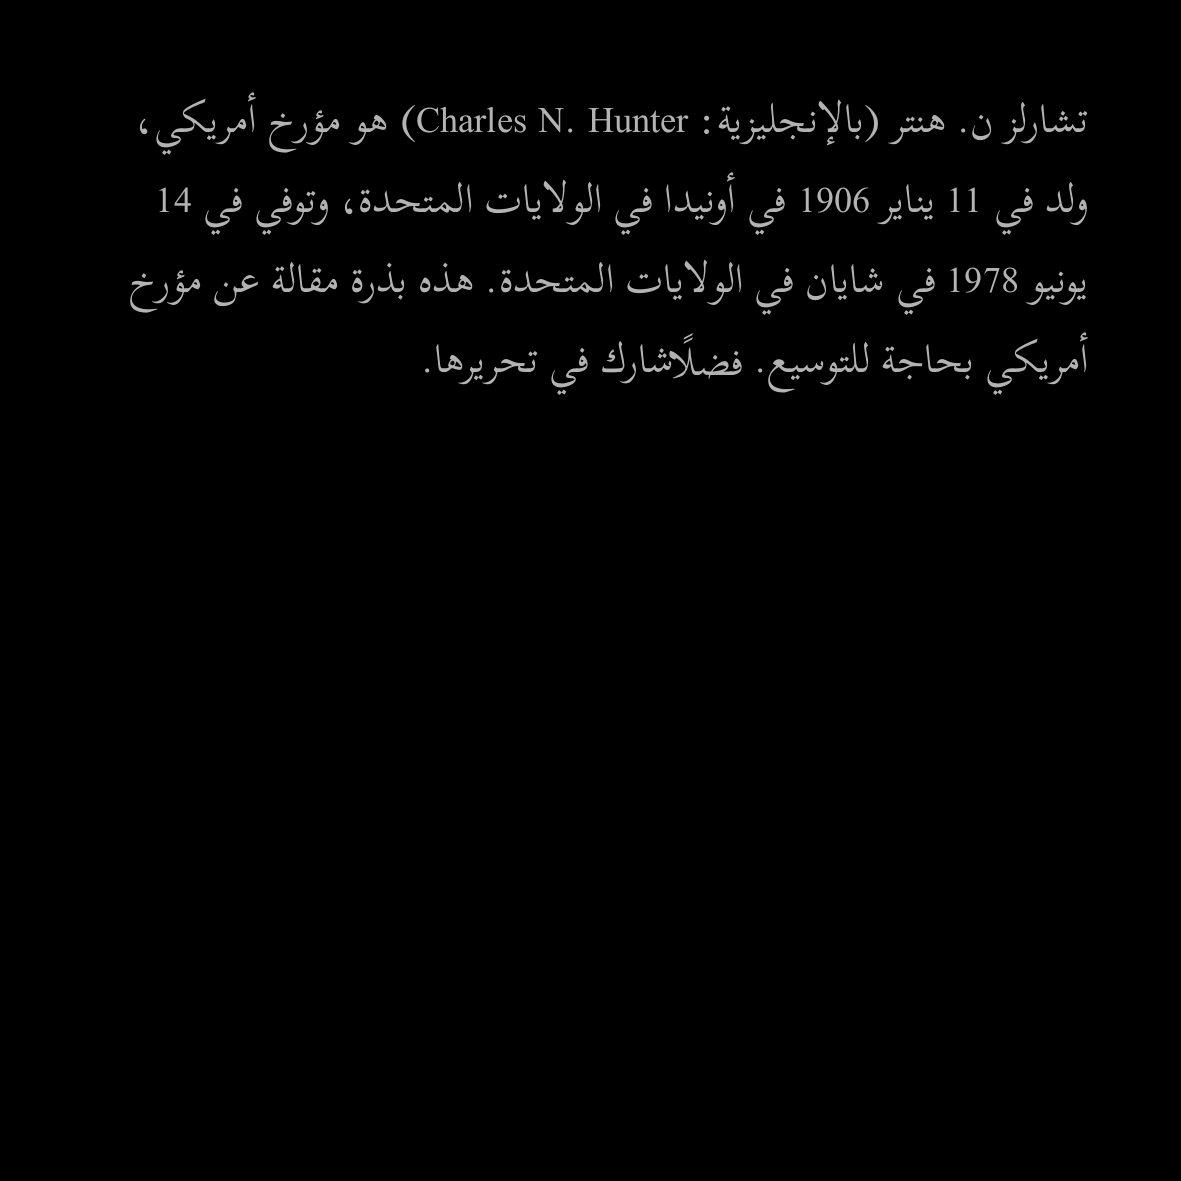 تشارلز ن. هنتر (بالإنجليزية: Charles N. Hunter) هو مؤرخ أمريكي،
ولد في 11 يناير 1906 في أونيدا في الولايات المتحدة، وتوفي في 14
يونيو 1978 في شايان في الولايات المتحدة. هذه بذرة مقالة عن مؤرخ
أمريكي بحاجة للتوسيع. فضلًاشارك في تحريرها.